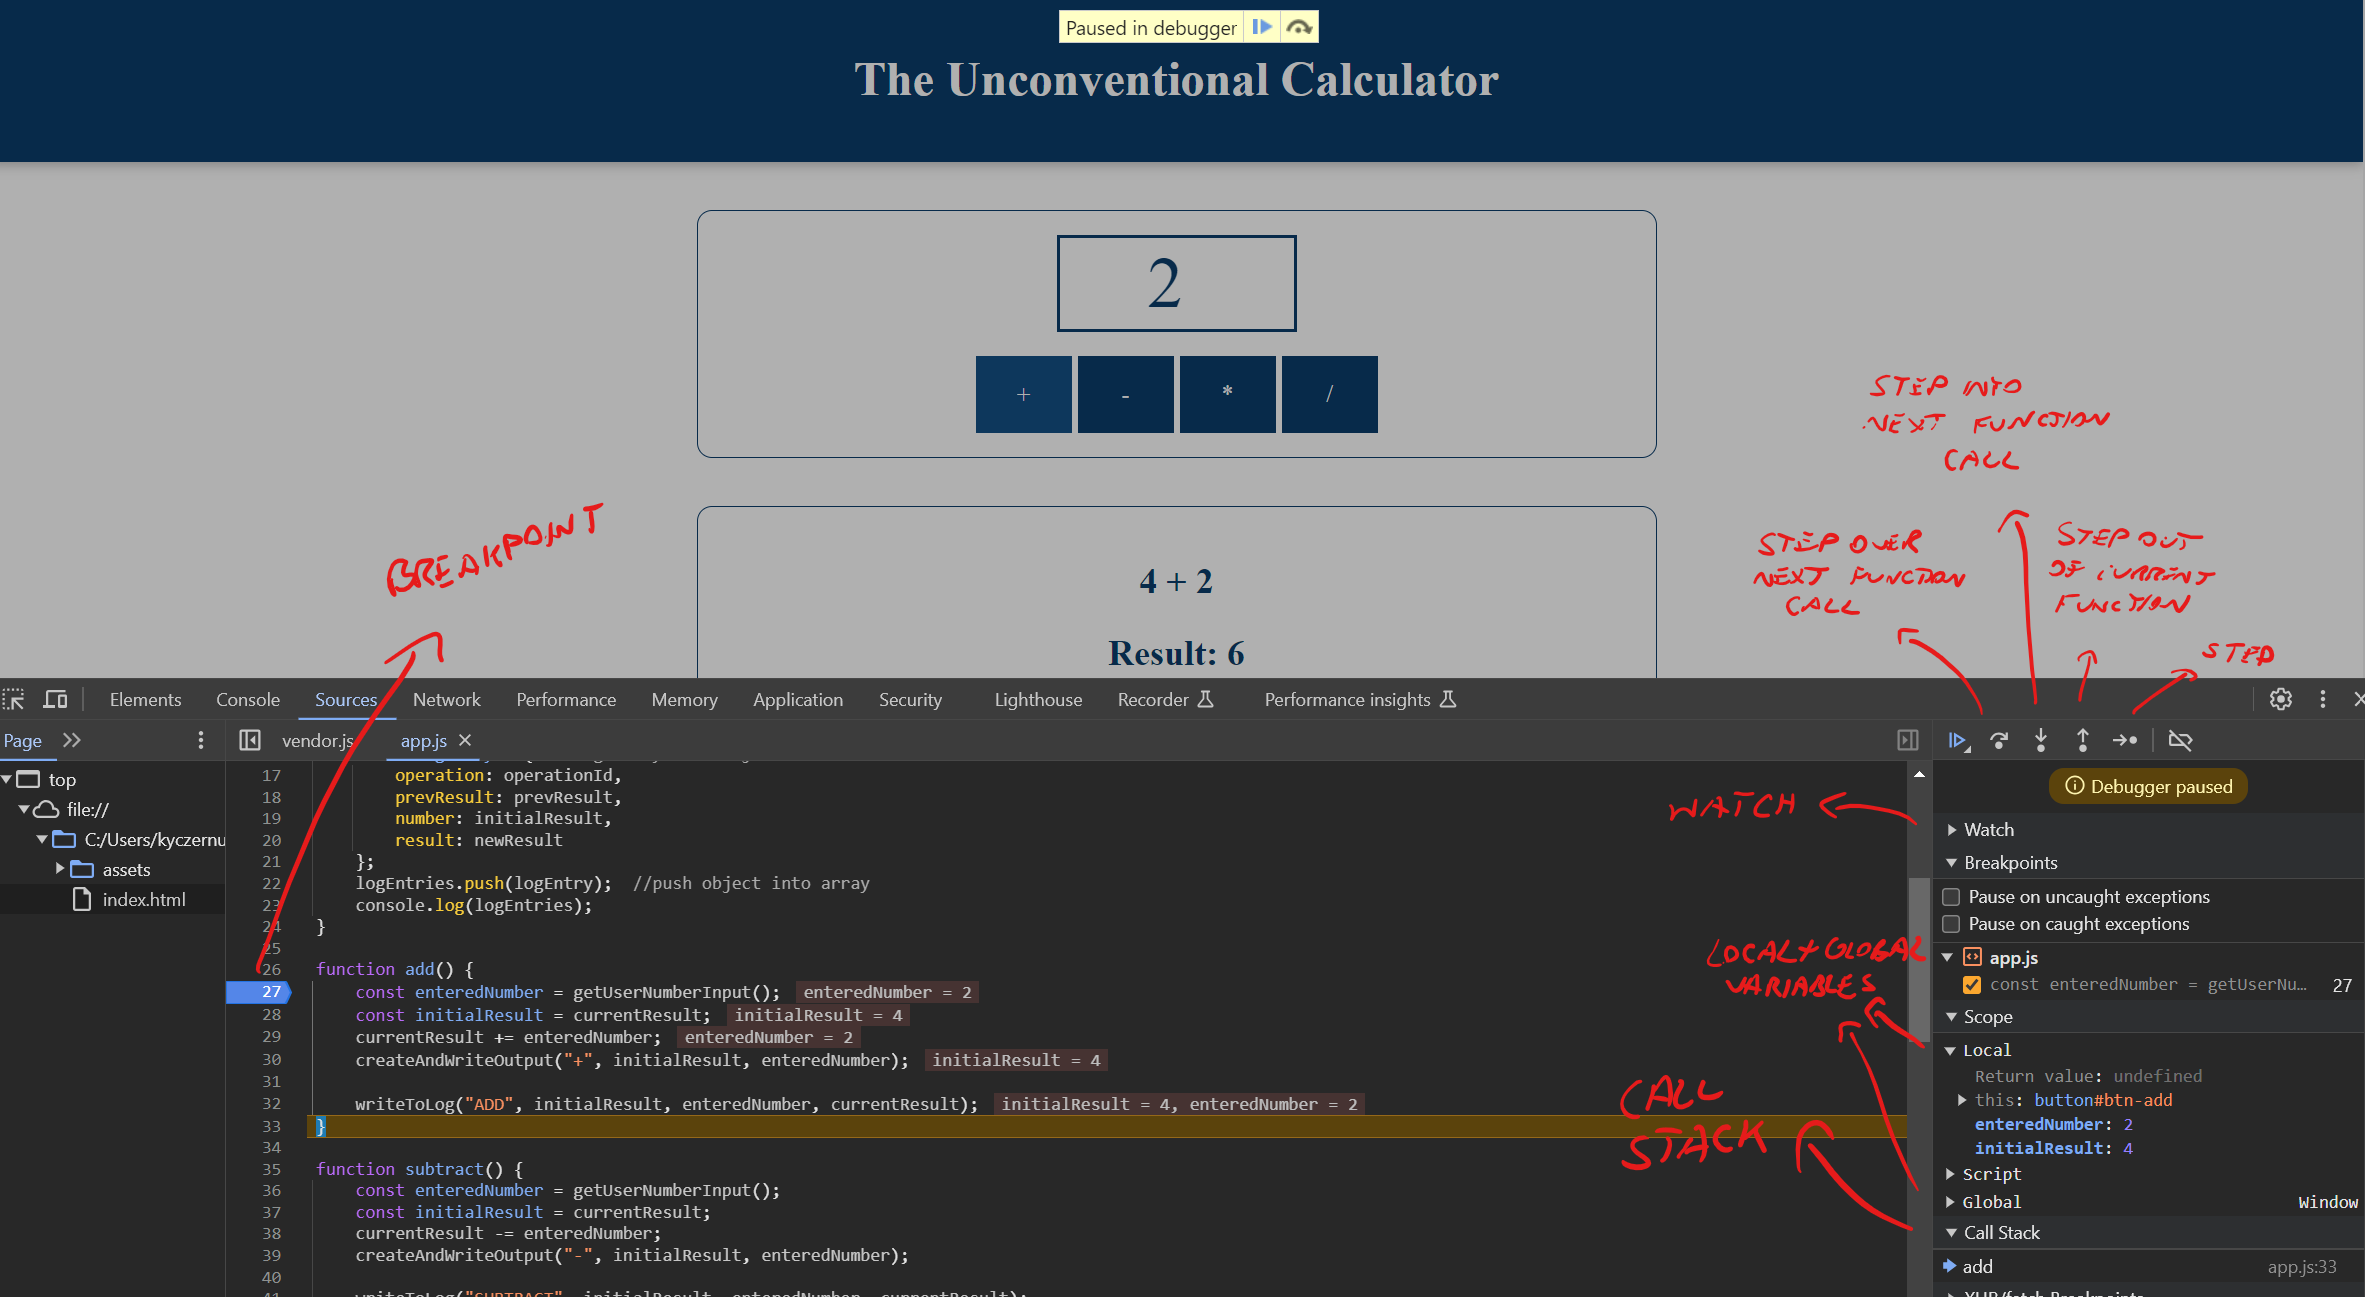 Paused in debugger
The Unconventional Calculator
2
+ - * /
4 + 2
Result: 6
BREAKPOINT
STEP INTO
NEXT FUNCTION
CALL
STEP OVER
NEXT FUNCTION
CALL
STEP OUT
OF CURRENT
FUNCTION
STEP
Elements Console Sources Network Performance Memory Application Security Lighthouse Recorder Performance insights
Page
top
file://
C:/Users/kyczernu
assets
index.html
vendor.js app.js
17 operation: operationId,
18 prevResult: prevResult,
19 number: initialResult,
20 result: newResult
21 };
22 logEntries.push(logEntry); //push object into array
23 console.log(logEntries);
24 }
25
26 function add() {
27 const enteredNumber = getUserNumberInput(); enteredNumber = 2
28 const initialResult = currentResult; initialResult = 4
29 currentResult += enteredNumber; enteredNumber = 2
30 createAndWriteOutput("+", initialResult, enteredNumber); initialResult = 4
31
32 writeToLog("ADD", initialResult, enteredNumber, currentResult); initialResult = 4, enteredNumber = 2
33 }
34
35 function subtract() {
36 const enteredNumber = getUserNumberInput();
37 const initialResult = currentResult;
38 currentResult -= enteredNumber;
39 createAndWriteOutput("-", initialResult, enteredNumber);
40
41 writeToLog("SUBTRACT", initialResult, enteredNumber, currentResult);
WATCH
LOCAL + GLOBAL
VARIABLES
CALL
STACK
Debugger paused
Watch
Breakpoints
Pause on uncaught exceptions
Pause on caught exceptions
app.js
const enteredNumber = getUserNu… 27
Scope
Local
Return value: undefined
this: button#btn-add
enteredNumber: 2
initialResult: 4
Script
Global Window
Call Stack
add app.js:33
XHR/fetch Breakpoints